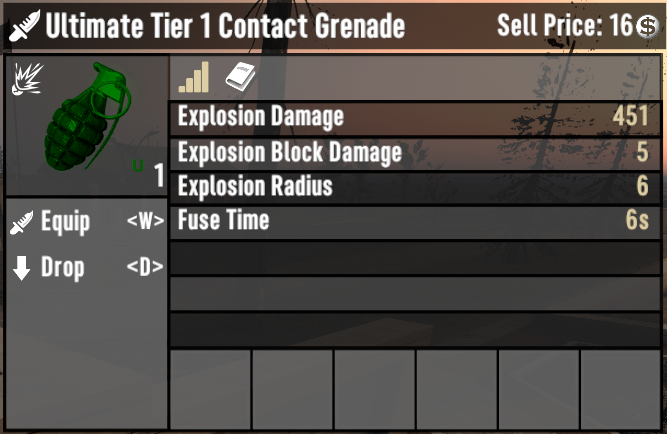 Ultimate Tier 1 Contact Grenade Sell Price: 16 $
u 1
Explosion Damage 451
Explosion Block Damage 5
Explosion Radius 6
Fuse Time 6s
Equip <W>
Drop <D>